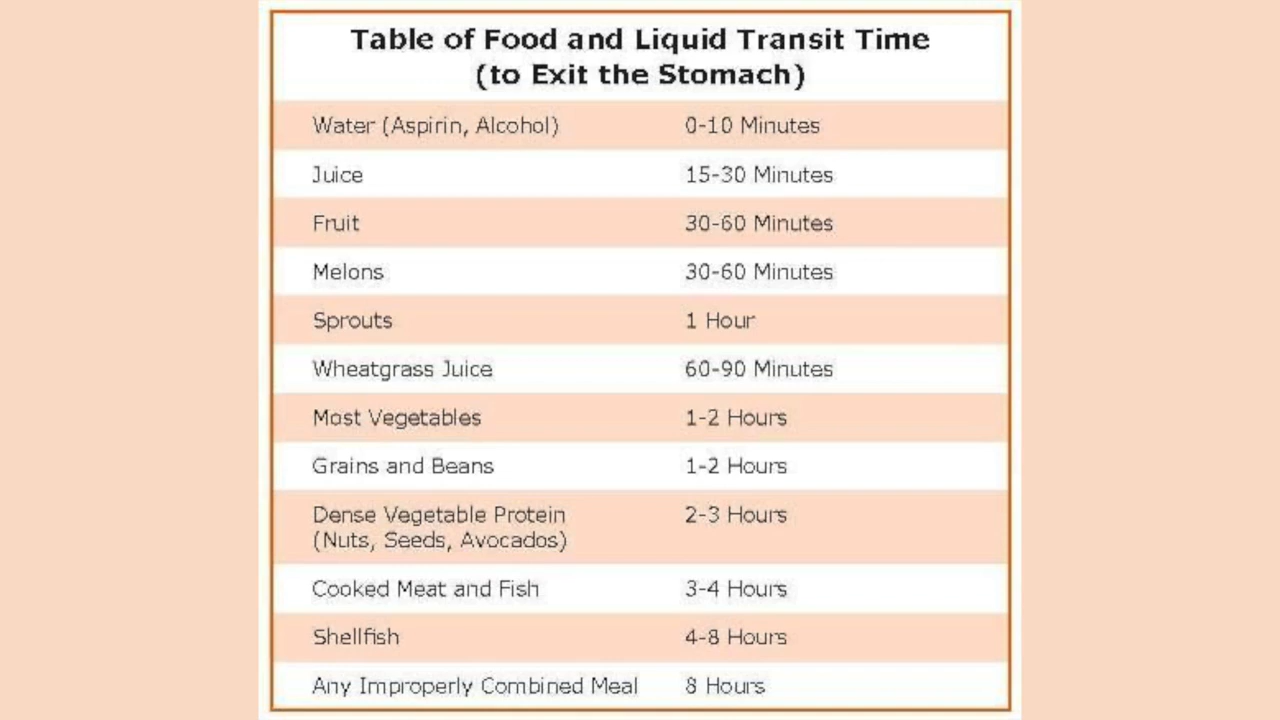 Table of Food and Liquid Transit Time
(to Exit the Stomach)
Water (Aspirin, Alcohol) 0-10 Minutes
Juice 15-30 Minutes
Fruit 30-60 Minutes
Melons 30-60 Minutes
Sprouts 1 Hour
Wheatgrass Juice 60-90 Minutes
Most Vegetables 1-2 Hours
Grains and Beans 1-2 Hours
Dense Vegetable Protein 2-3 Hours
(Nuts, Seeds, Avocados)
Cooked Meat and Fish 3-4 Hours
Shellfish 4-8 Hours
Any Improperly Combined Meal 8 Hours